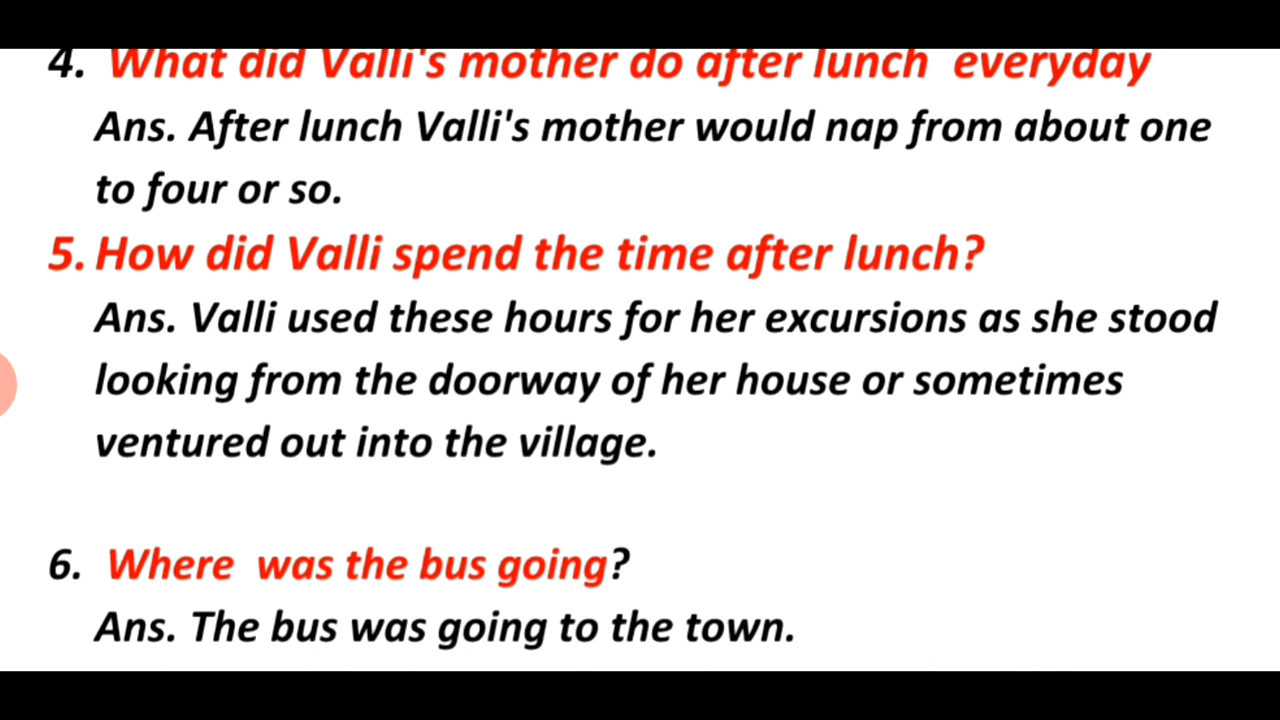 4. What did Valli's mother do after lunch everyday
Ans. After lunch Valli's mother would nap from about one
to four or so.
5. How did Valli spend the time after lunch?
Ans. Valli used these hours for her excursions as she stood
looking from the doorway of her house or sometimes
ventured out into the village.
6. Where was the bus going?
Ans. The bus was going to the town.